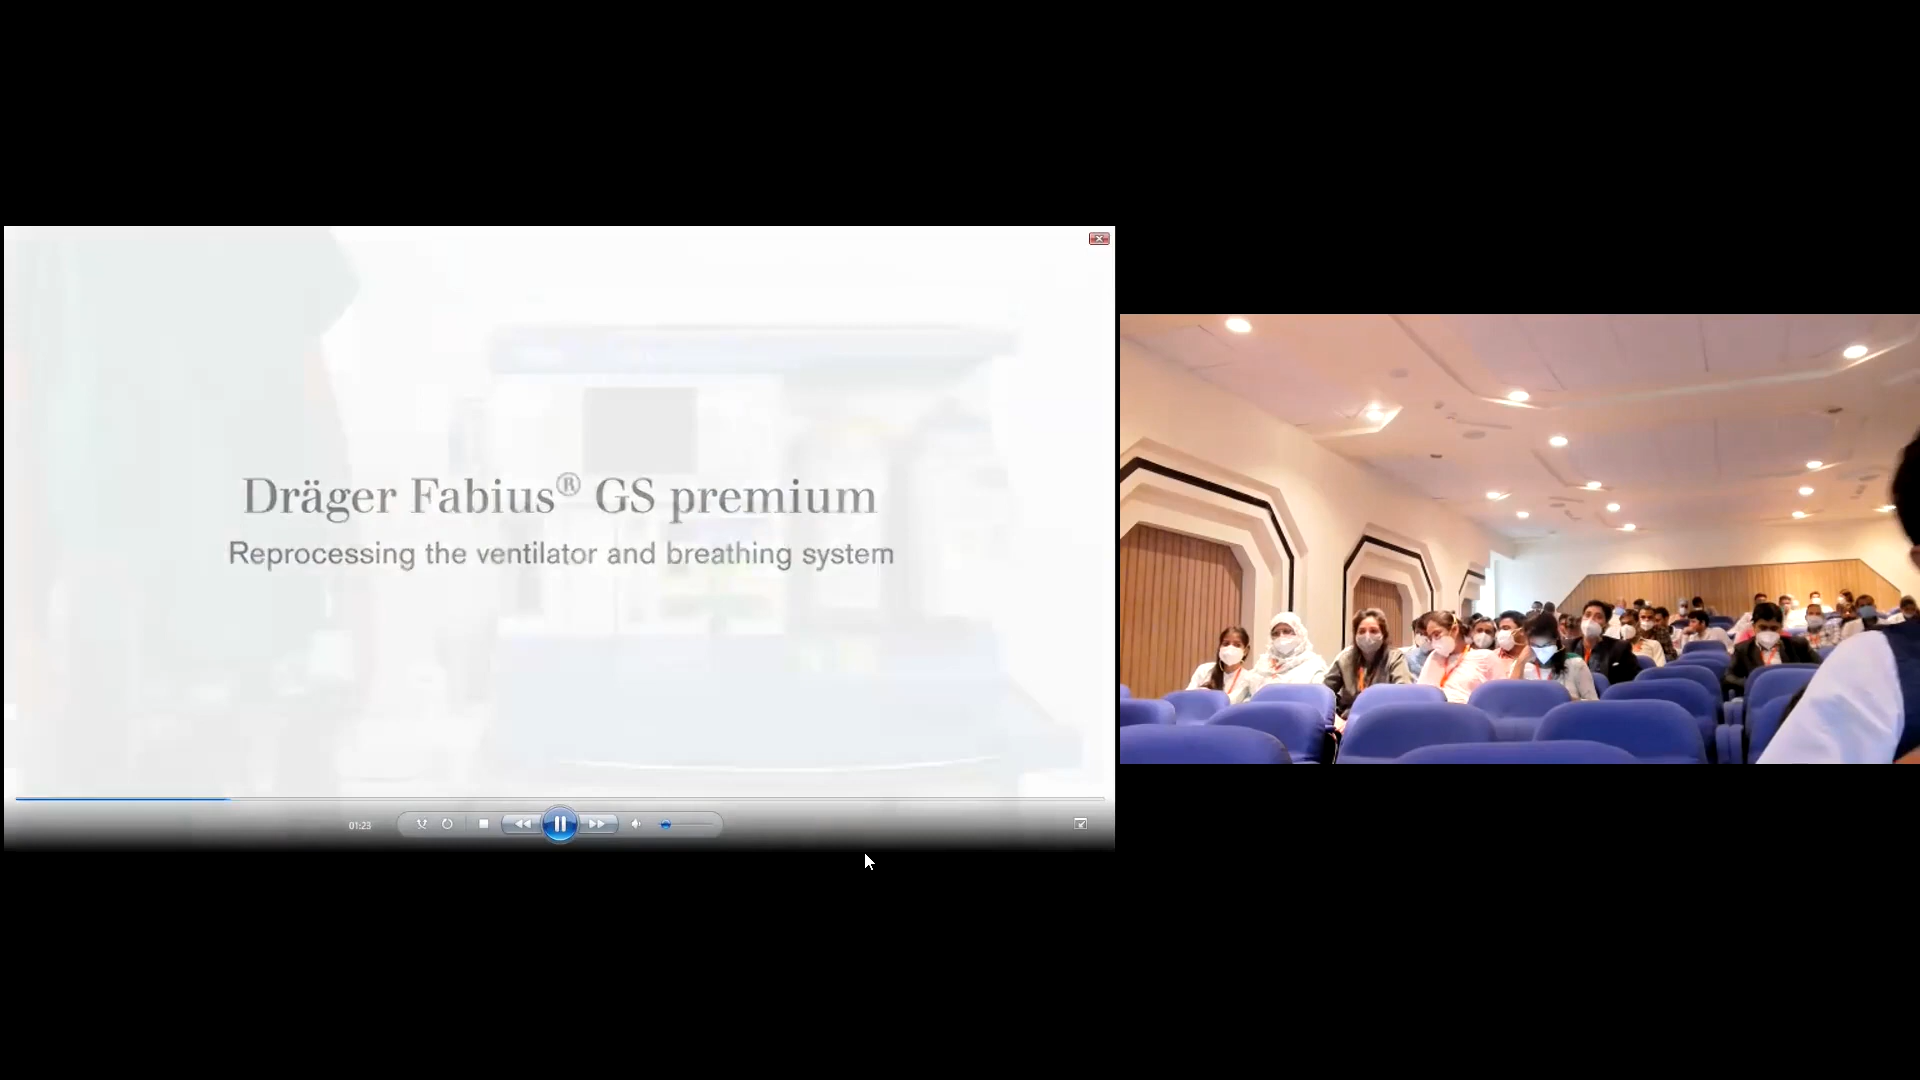 Dräger Fabius® GS premium
Reprocessing the ventilator and breathing system
01:23